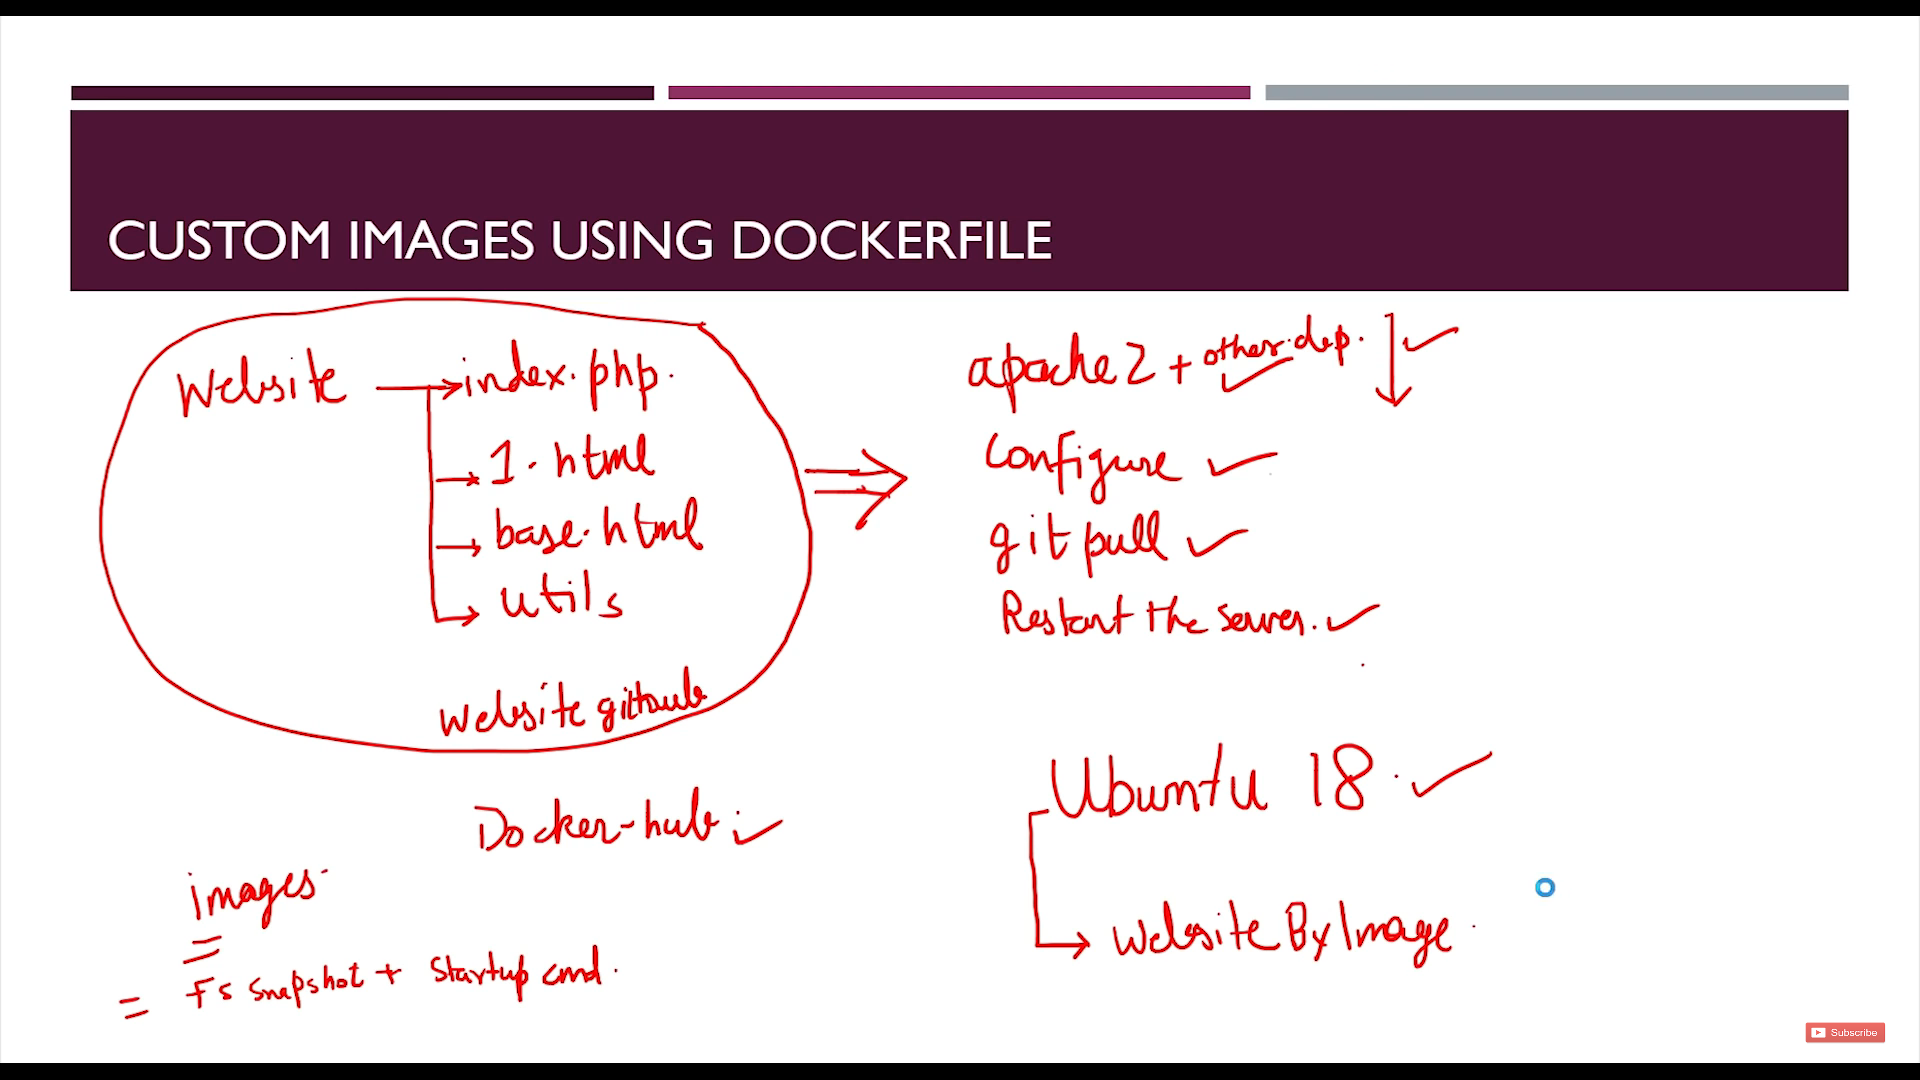 CUSTOM IMAGES USING DOCKERFILE
Website → index.php.
→ 1.html
→ base.html
→ utils
Website github
Docker-hub.
images.
=
= FS snapshot + startup cmd.
apache2 + other dep.
Configure
git pull
Restart the server.
Ubuntu 18.
→ Website By Image
Subscribe